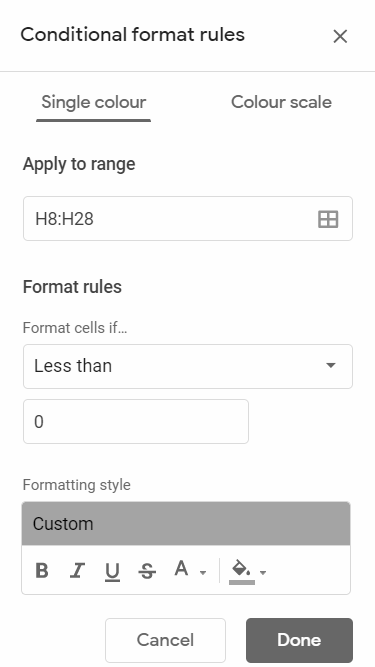 Conditional format rules
Single colour Colour scale
Apply to range
H8:H28
Format rules
Format cells if...
Less than
0
Formatting style
Custom
B I U S A
Cancel Done